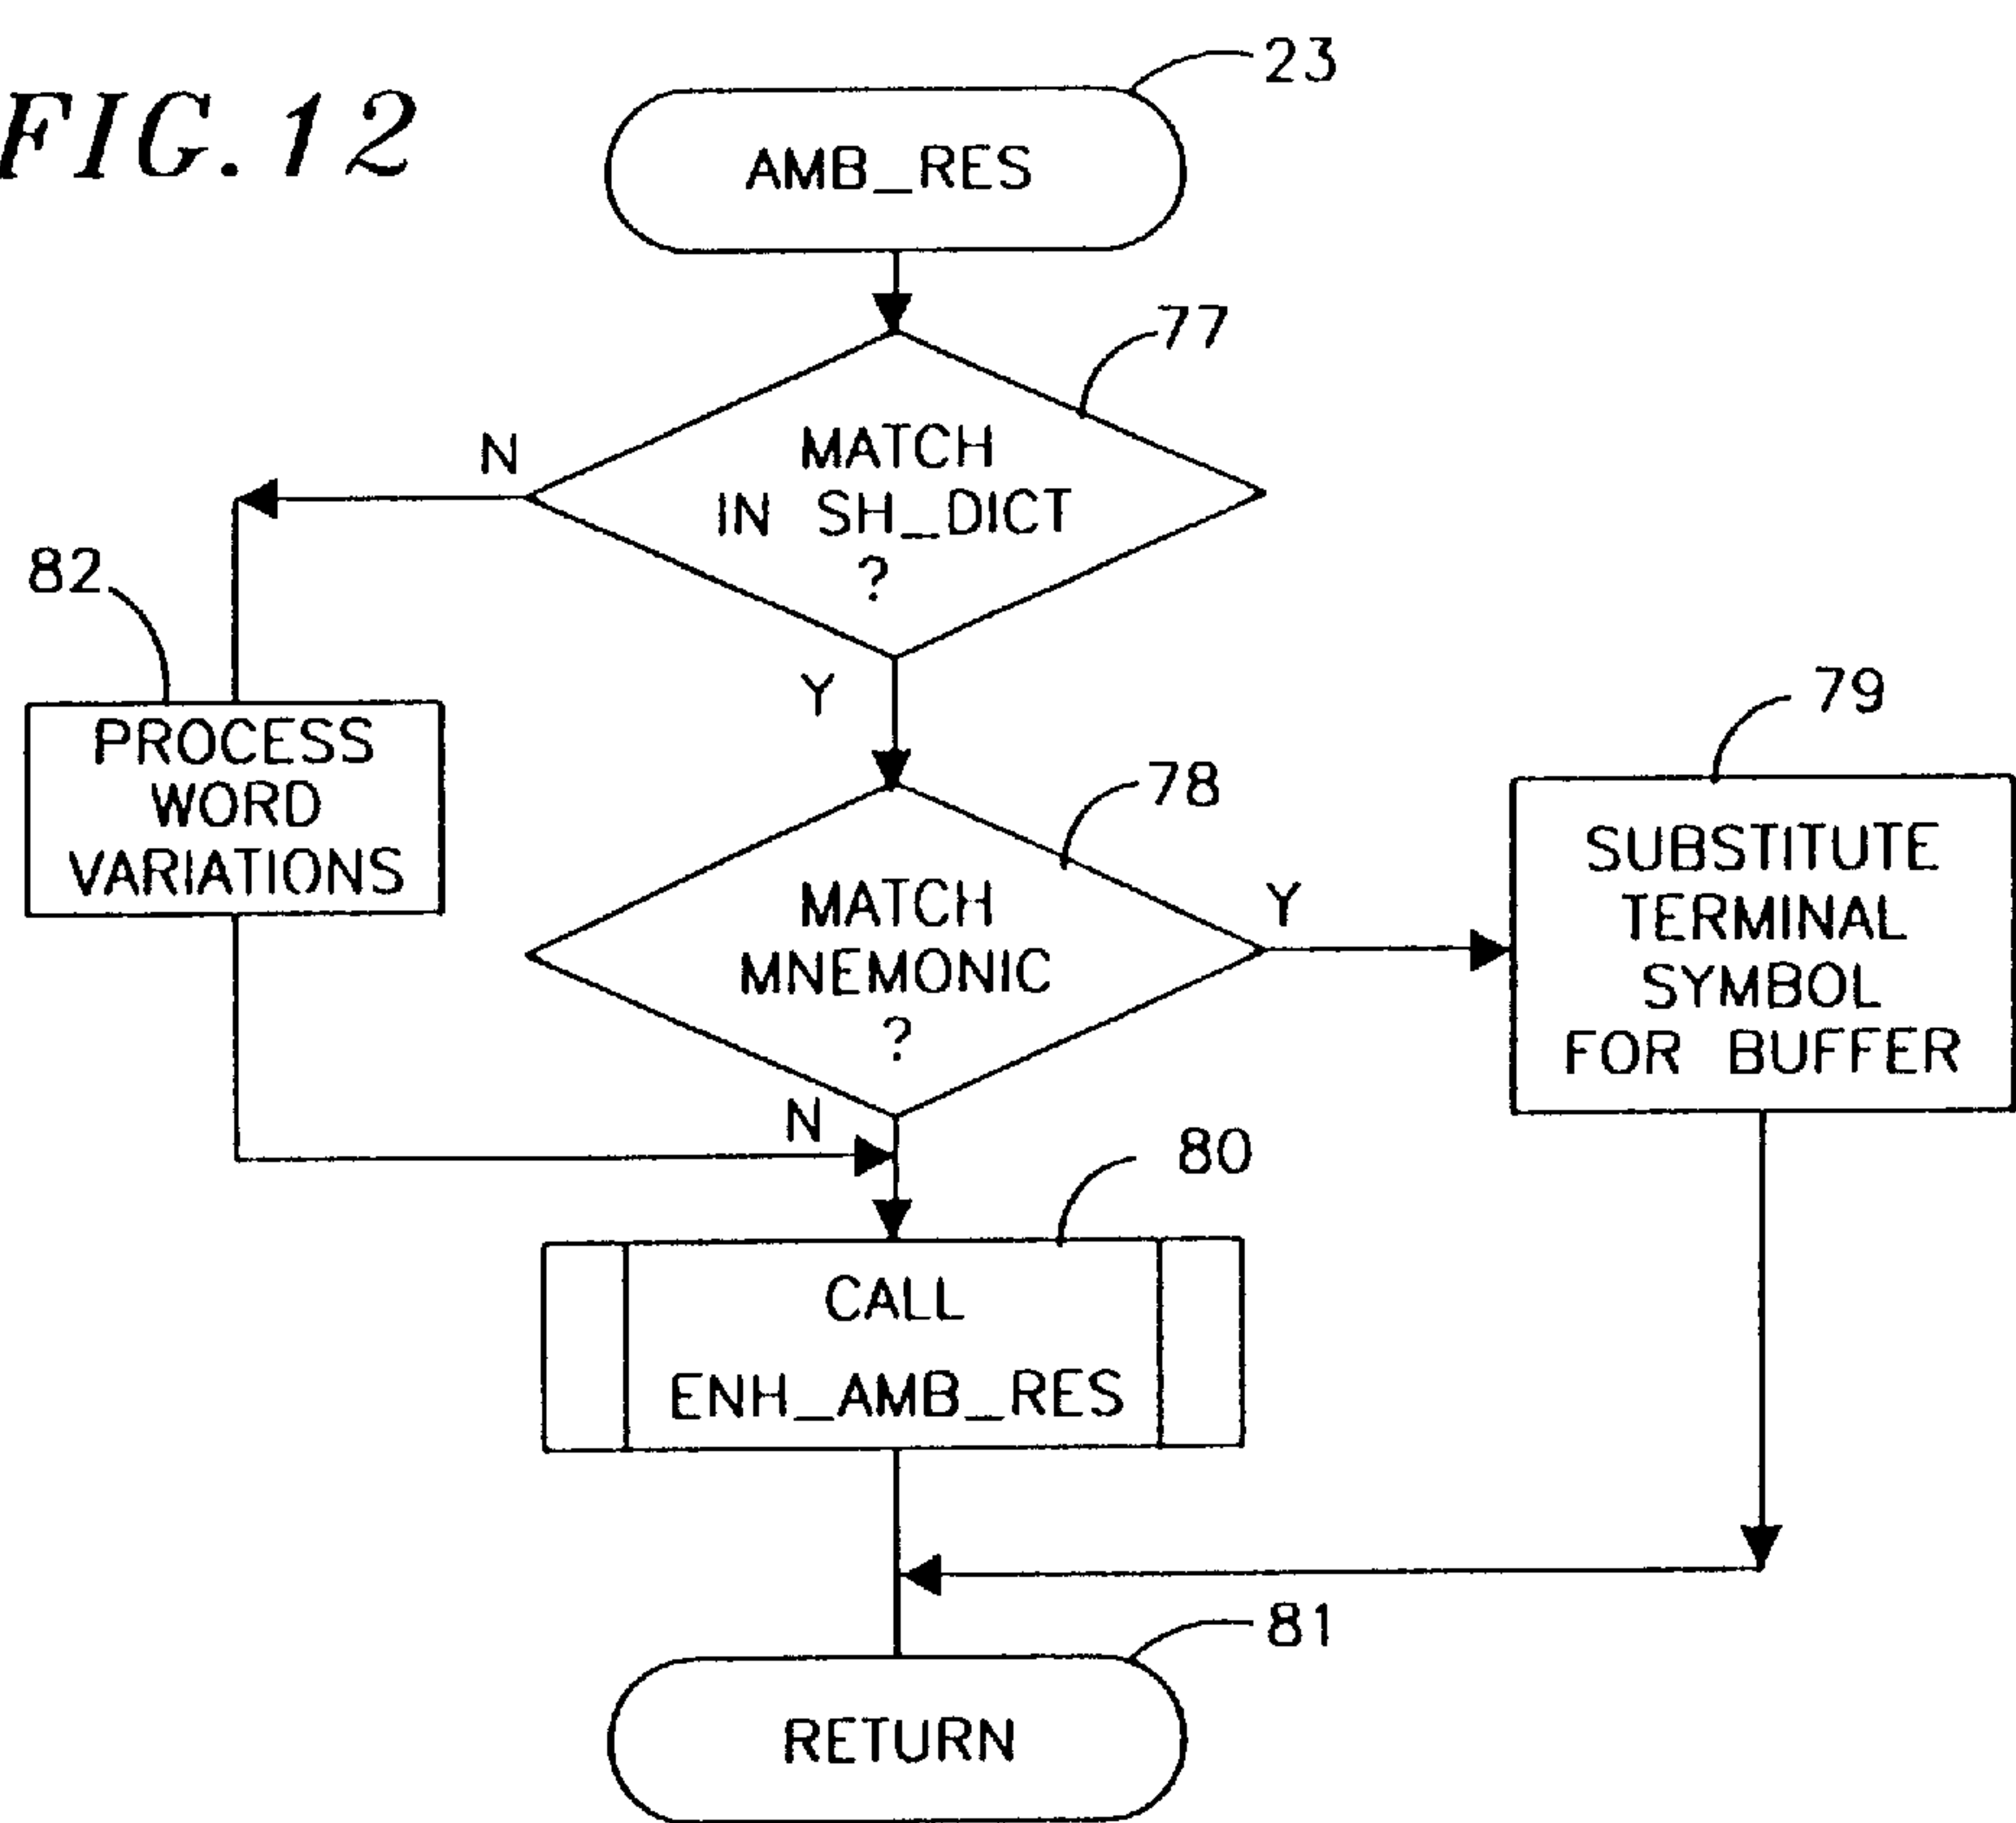 FIG. 12
23
AMB_RES
77
N
MATCH
IN SH_DICT
?
82
Y
PROCESS
WORD
VARIATIONS
79
78
MATCH
MNEMONIC
?
Y
SUBSTITUTE
TERMINAL
SYMBOL
FOR BUFFER
N
80
CALL
ENH_AMB_RES
81
RETURN